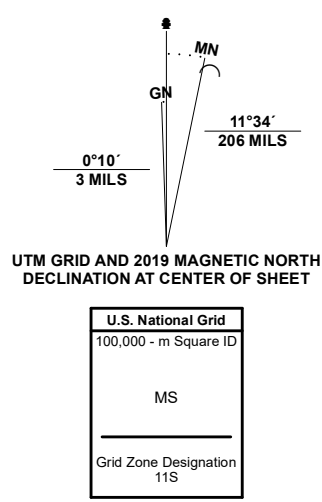 MN
GN
11°34´
206 MILS
0°10´
3 MILS
UTM GRID AND 2019 MAGNETIC NORTH
DECLINATION AT CENTER OF SHEET
U.S. National Grid
100,000 - m Square ID
MS
Grid Zone Designation
11S